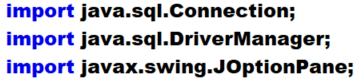 import java.sql.Connection;
import java.sql.DriverManager;
import javax.swing.JOptionPane;